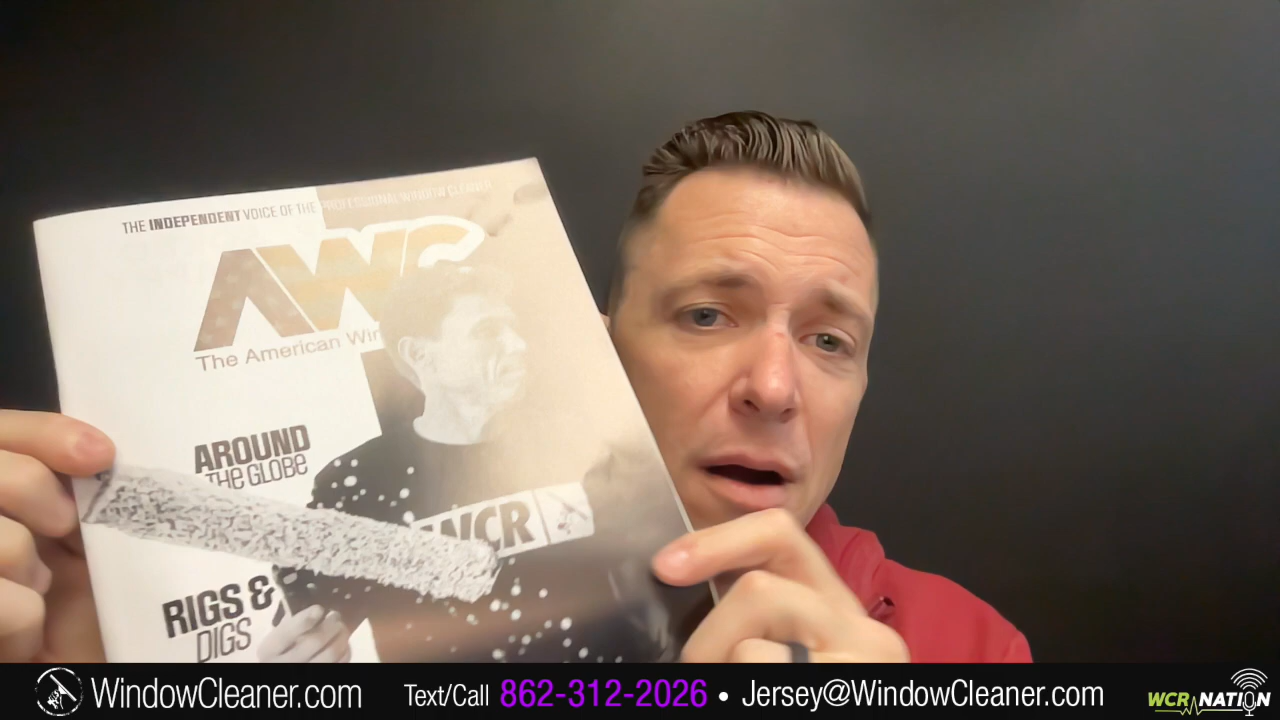 THE INDEPENDENT VOICE OF THE PROFESSIONAL WINDOW CLEANER
AWC
The American Win
AROUND
THE GLOBE
WCR
RIGS &
DIGS
WindowCleaner.com
Text/Call 862-312-2026 • Jersey@WindowCleaner.com
WCR NATION